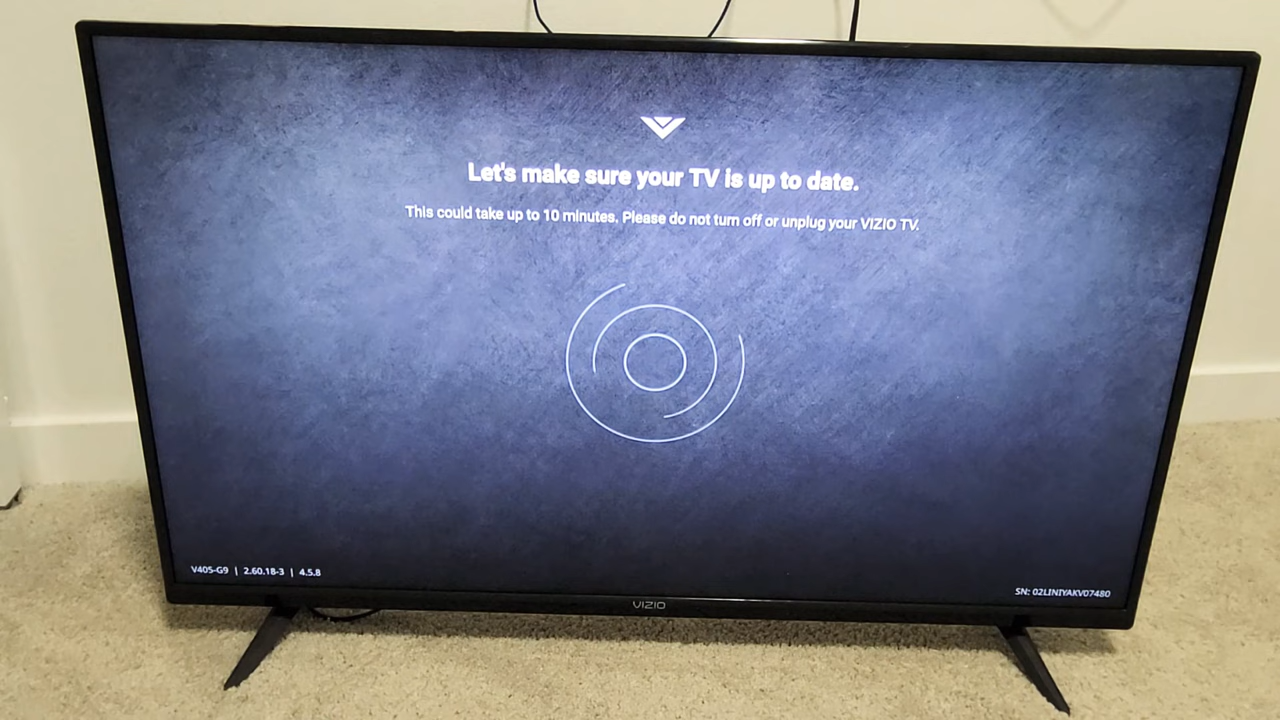 Let's make sure your TV is up to date.
This could take up to 10 minutes. Please do not turn off or unplug your VIZIO TV.
V405-G9 | 2.60.18-3 | 4.5.8
SN: 02LINIYAKV07480
VIZIO